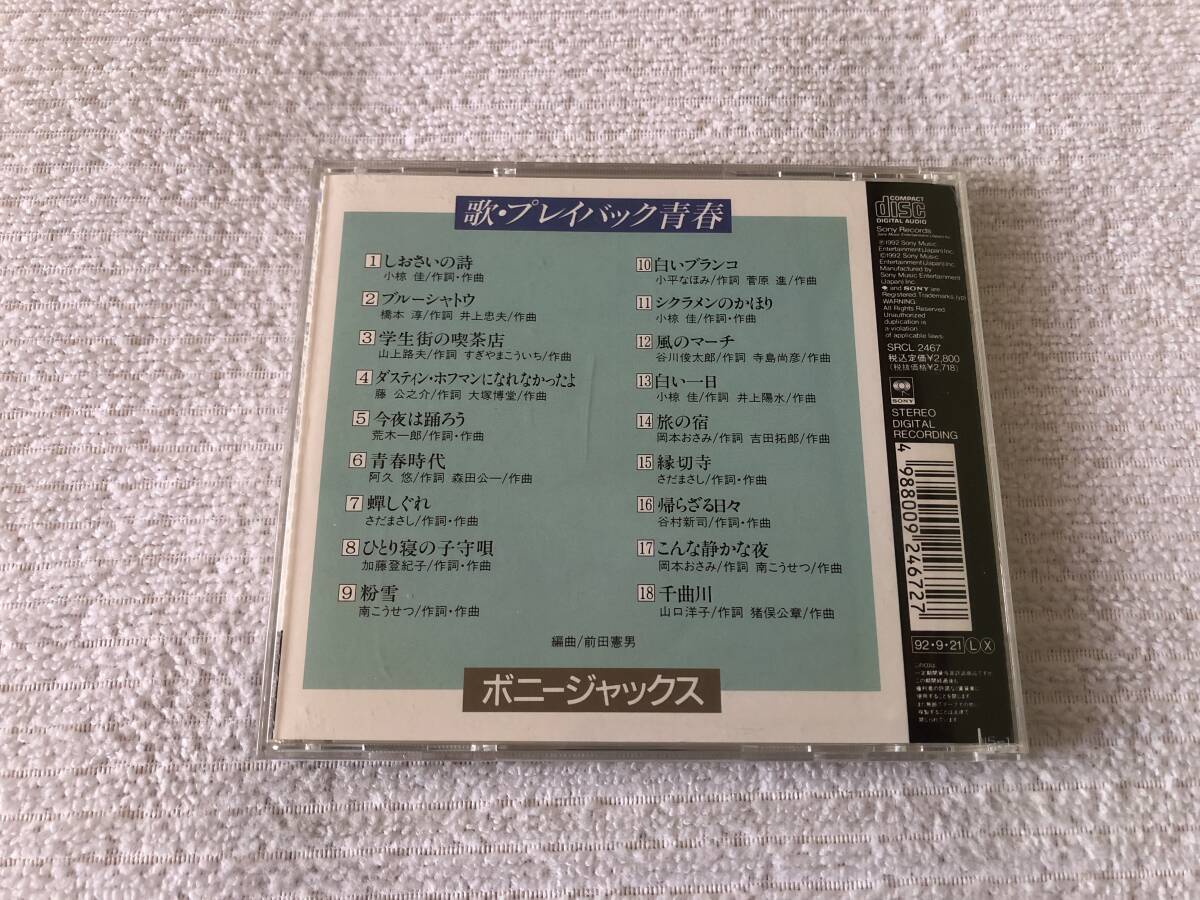 歌・プレイバック青春
1 しおさいの詩
小椋 佳/作詞・作曲
2 ブルーシャトウ
橋本 淳/作詞 井上忠夫/作曲
3 学生街の喫茶店
山上路夫/作詞 すぎやまこういち/作曲
4 ダスティン・ホフマンになれなかったよ
藤 公之介/作詞 大塚博堂/作曲
5 今夜は踊ろう
荒木一郎/作詞・作曲
6 青春時代
阿久 悠/作詞 森田公一/作曲
7 蟬しぐれ
さだまさし/作詞・作曲
8 ひとり寝の子守唄
加藤登紀子/作詞・作曲
9 粉雪
南こうせつ/作詞・作曲
10 白いブランコ
小平なほみ/作詞 菅原 進/作曲
11 シクラメンのかほり
小椋 佳/作詞・作曲
12 風のマーチ
谷川俊太郎/作詞 寺島尚彦/作曲
13 白い一日
小椋 佳/作詞 井上陽水/作曲
14 旅の宿
岡本おさみ/作詞 吉田拓郎/作曲
15 縁切寺
さだまさし/作詞・作曲
16 帰らざる日々
谷村新司/作詞・作曲
17 こんな静かな夜
岡本おさみ/作詞 南こうせつ/作曲
18 千曲川
山口洋子/作詞 猪俣公章/作曲
編曲/前田憲男
ボニージャックス
COMPACT
disc
DIGITAL AUDIO
Sony Records
Sony Music Entertainment (Japan) Inc.
℗1992 Sony Music
Entertainment(Japan)Inc.
©1992 Sony Music
Entertainment(Japan)Inc.
Manufactured by
Sony Music Entertainment
(Japan) Inc.
and SONY are
Registered Trademarks.
WARNING:
All Rights Reserved.
Unauthorized
duplication is
a violation
of applicable laws.
SRCL 2467
税込定価¥2,800
(税抜価格¥2,718)
SONY
STEREO
DIGITAL
RECORDING
4 988009 246727
92・9・21 L X